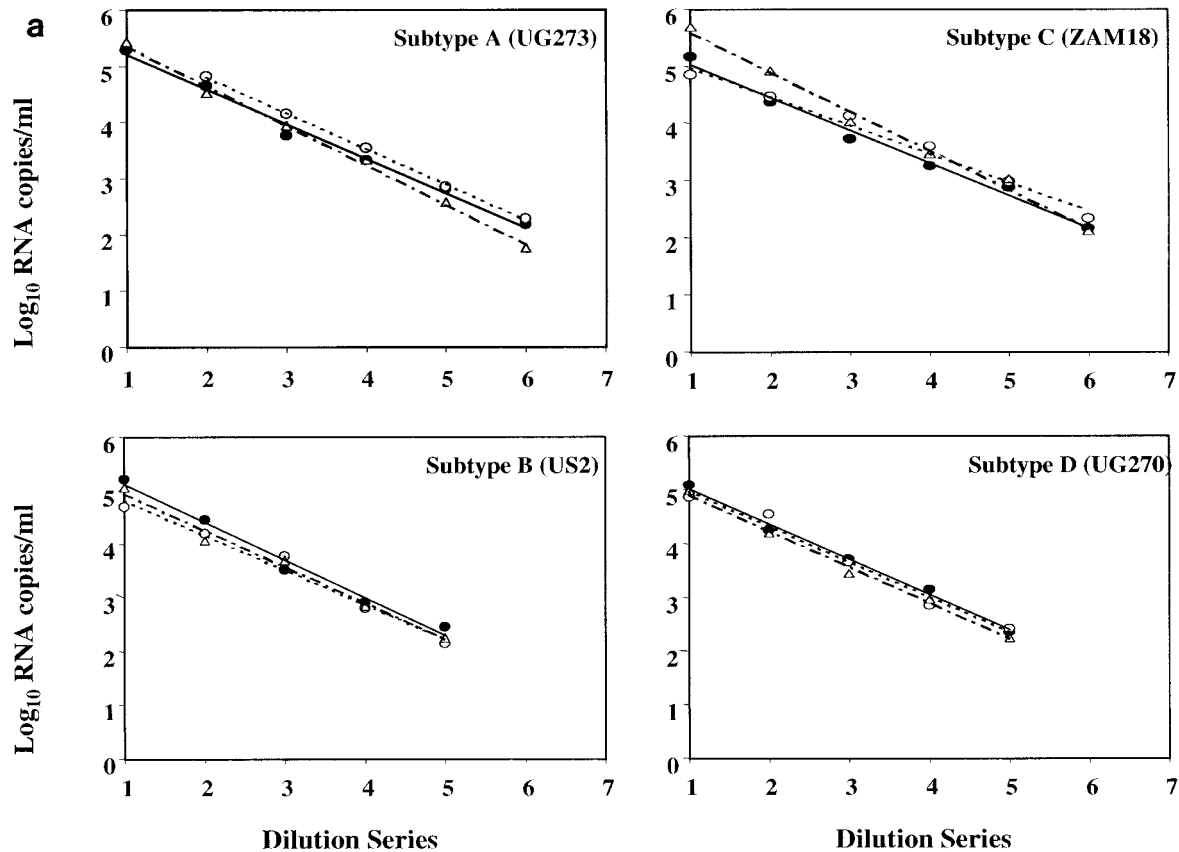 a
Subtype A (UG273)
Log10 RNA copies/ml
6
5
4
3
2
1
0
1 2 3 4 5 6 7
Subtype C (ZAM18)
6
5
4
3
2
1
0
1 2 3 4 5 6 7
Subtype B (US2)
Log10 RNA copies/ml
6
5
4
3
2
1
0
1 2 3 4 5 6 7
Dilution Series
Subtype D (UG270)
6
5
4
3
2
1
0
1 2 3 4 5 6 7
Dilution Series